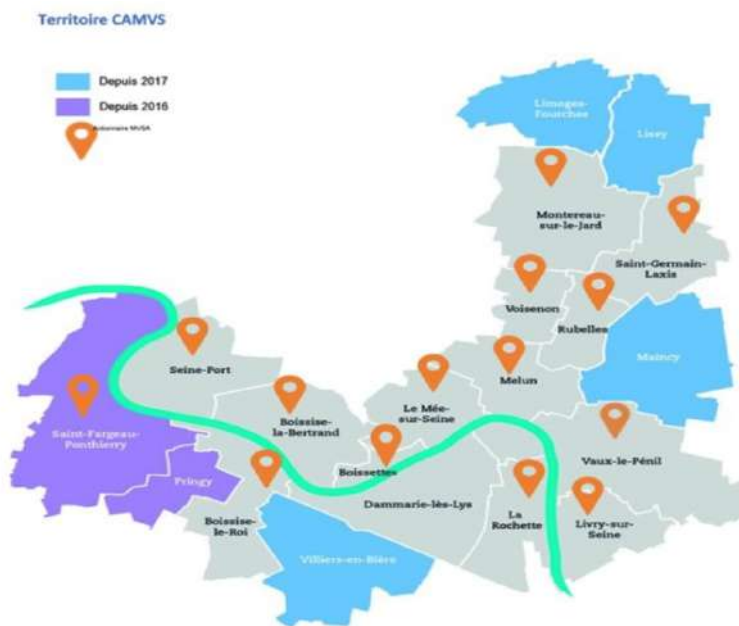 Territoire CAMVS
Depuis 2017
Depuis 2016
Actionnaire MUSA
Limoges-
Fourches
Lissy
Montereau
-sur-le-Jard
Saint-Germain-
Laxis
Voisenon
Rubelles
Maincy
Seine-Port
Melun
Le Mée-
sur-Seine
Boissise-
la-Bertrand
Saint-Fargeau-
Ponthierry
Vaux-le-Pénil
Boissettes
Pringy
Dammarie-lès-Lys
La
Rochette
Livry-sur-
Seine
Boissise-
le-Roi
Villiers-en-Bière